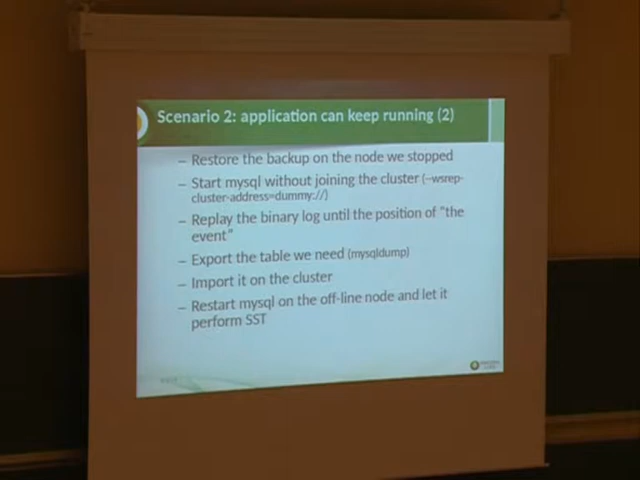 Scenario 2: application can keep running (2)
– Restore the backup on the node we stopped
– Start mysql without joining the cluster (--wsrep-
cluster-address=dummy://)
– Replay the binary log until the position of "the
event"
– Export the table we need (mysqldump)
– Import it on the cluster
– Restart mysql on the off-line node and let it
perform SST